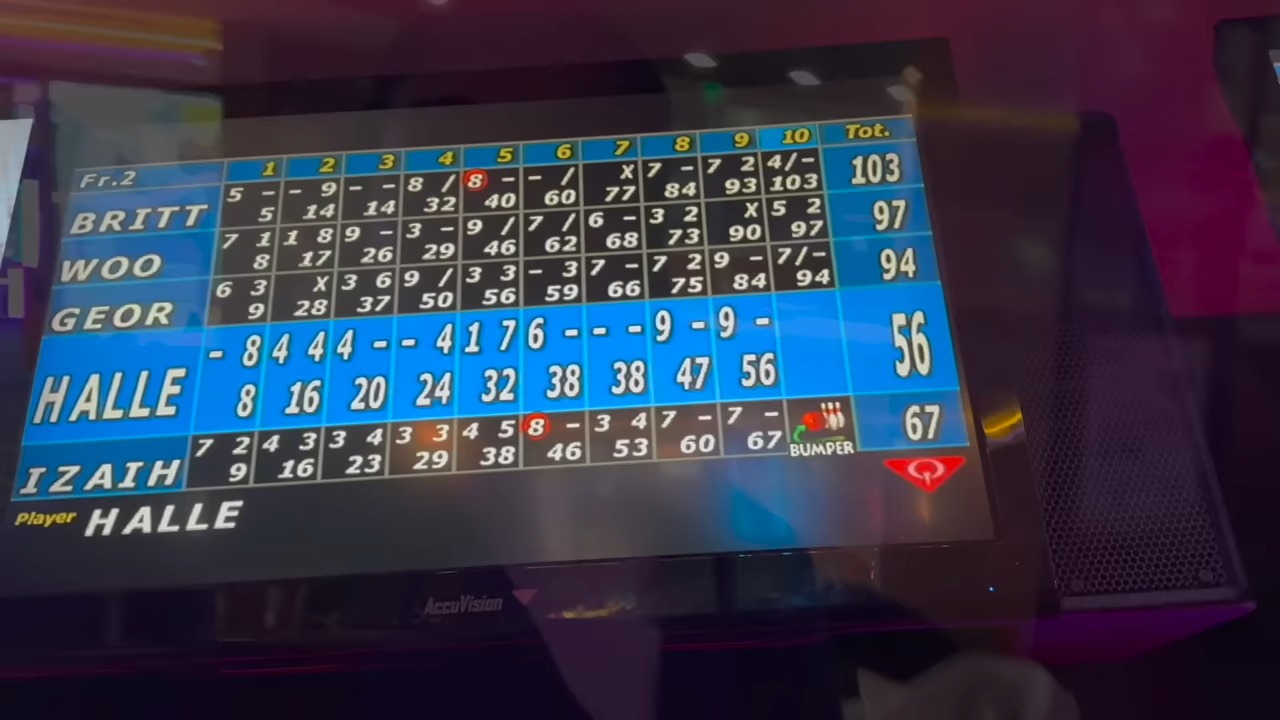 Fr.2 1 2 3 4 5 6 7 8 9 10 Tot.
BRITT 5 - - 9 - - 8 / 8 - - / X 7 - 7 2 4/- 103
5 14 14 32 40 60 77 84 93 103
WOO 7 1 1 8 9 - 3 - 9 / 7 / 6 - 3 2 X 5 2 97
8 17 26 29 46 62 68 73 90 97
GEOR 6 3 X 3 6 9 / 3 3 - 3 7 - 7 2 9 - 7/- 94
9 28 37 50 56 59 66 75 84 94
HALLE - 8 4 4 4 - - 4 1 7 6 - - - 9 - 9 - 56
8 16 20 24 32 38 38 47 56
IZAIH 7 2 4 3 3 4 3 3 4 5 8 - 3 4 7 - 7 - BUMPER 67
9 16 23 29 38 46 53 60 67
Player HALLE
AccuVision